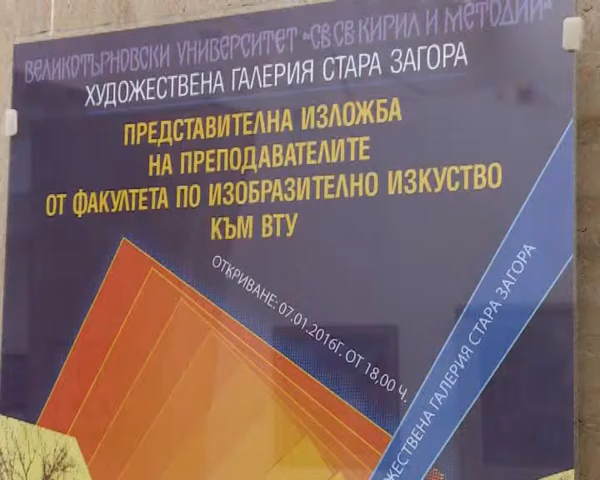 ВЕЛИКОТЪРНОВСКИ УНИВЕРСИТЕТ "СВ СВ КИРИЛ И МЕТОДИЙ"
ХУДОЖЕСТВЕНА ГАЛЕРИЯ СТАРА ЗАГОРА
ПРЕДСТАВИТЕЛНА ИЗЛОЖБА
НА ПРЕПОДАВАТЕЛИТЕ
ОТ ФАКУЛТЕТА ПО ИЗОБРАЗИТЕЛНО ИЗКУСТВО
КЪМ ВТУ
ОТКРИВАНЕ: 07.01.2016Г. ОТ 18,00 Ч.
ЖЕСТВЕНА ГАЛЕРИЯ СТАРА ЗАГОРА